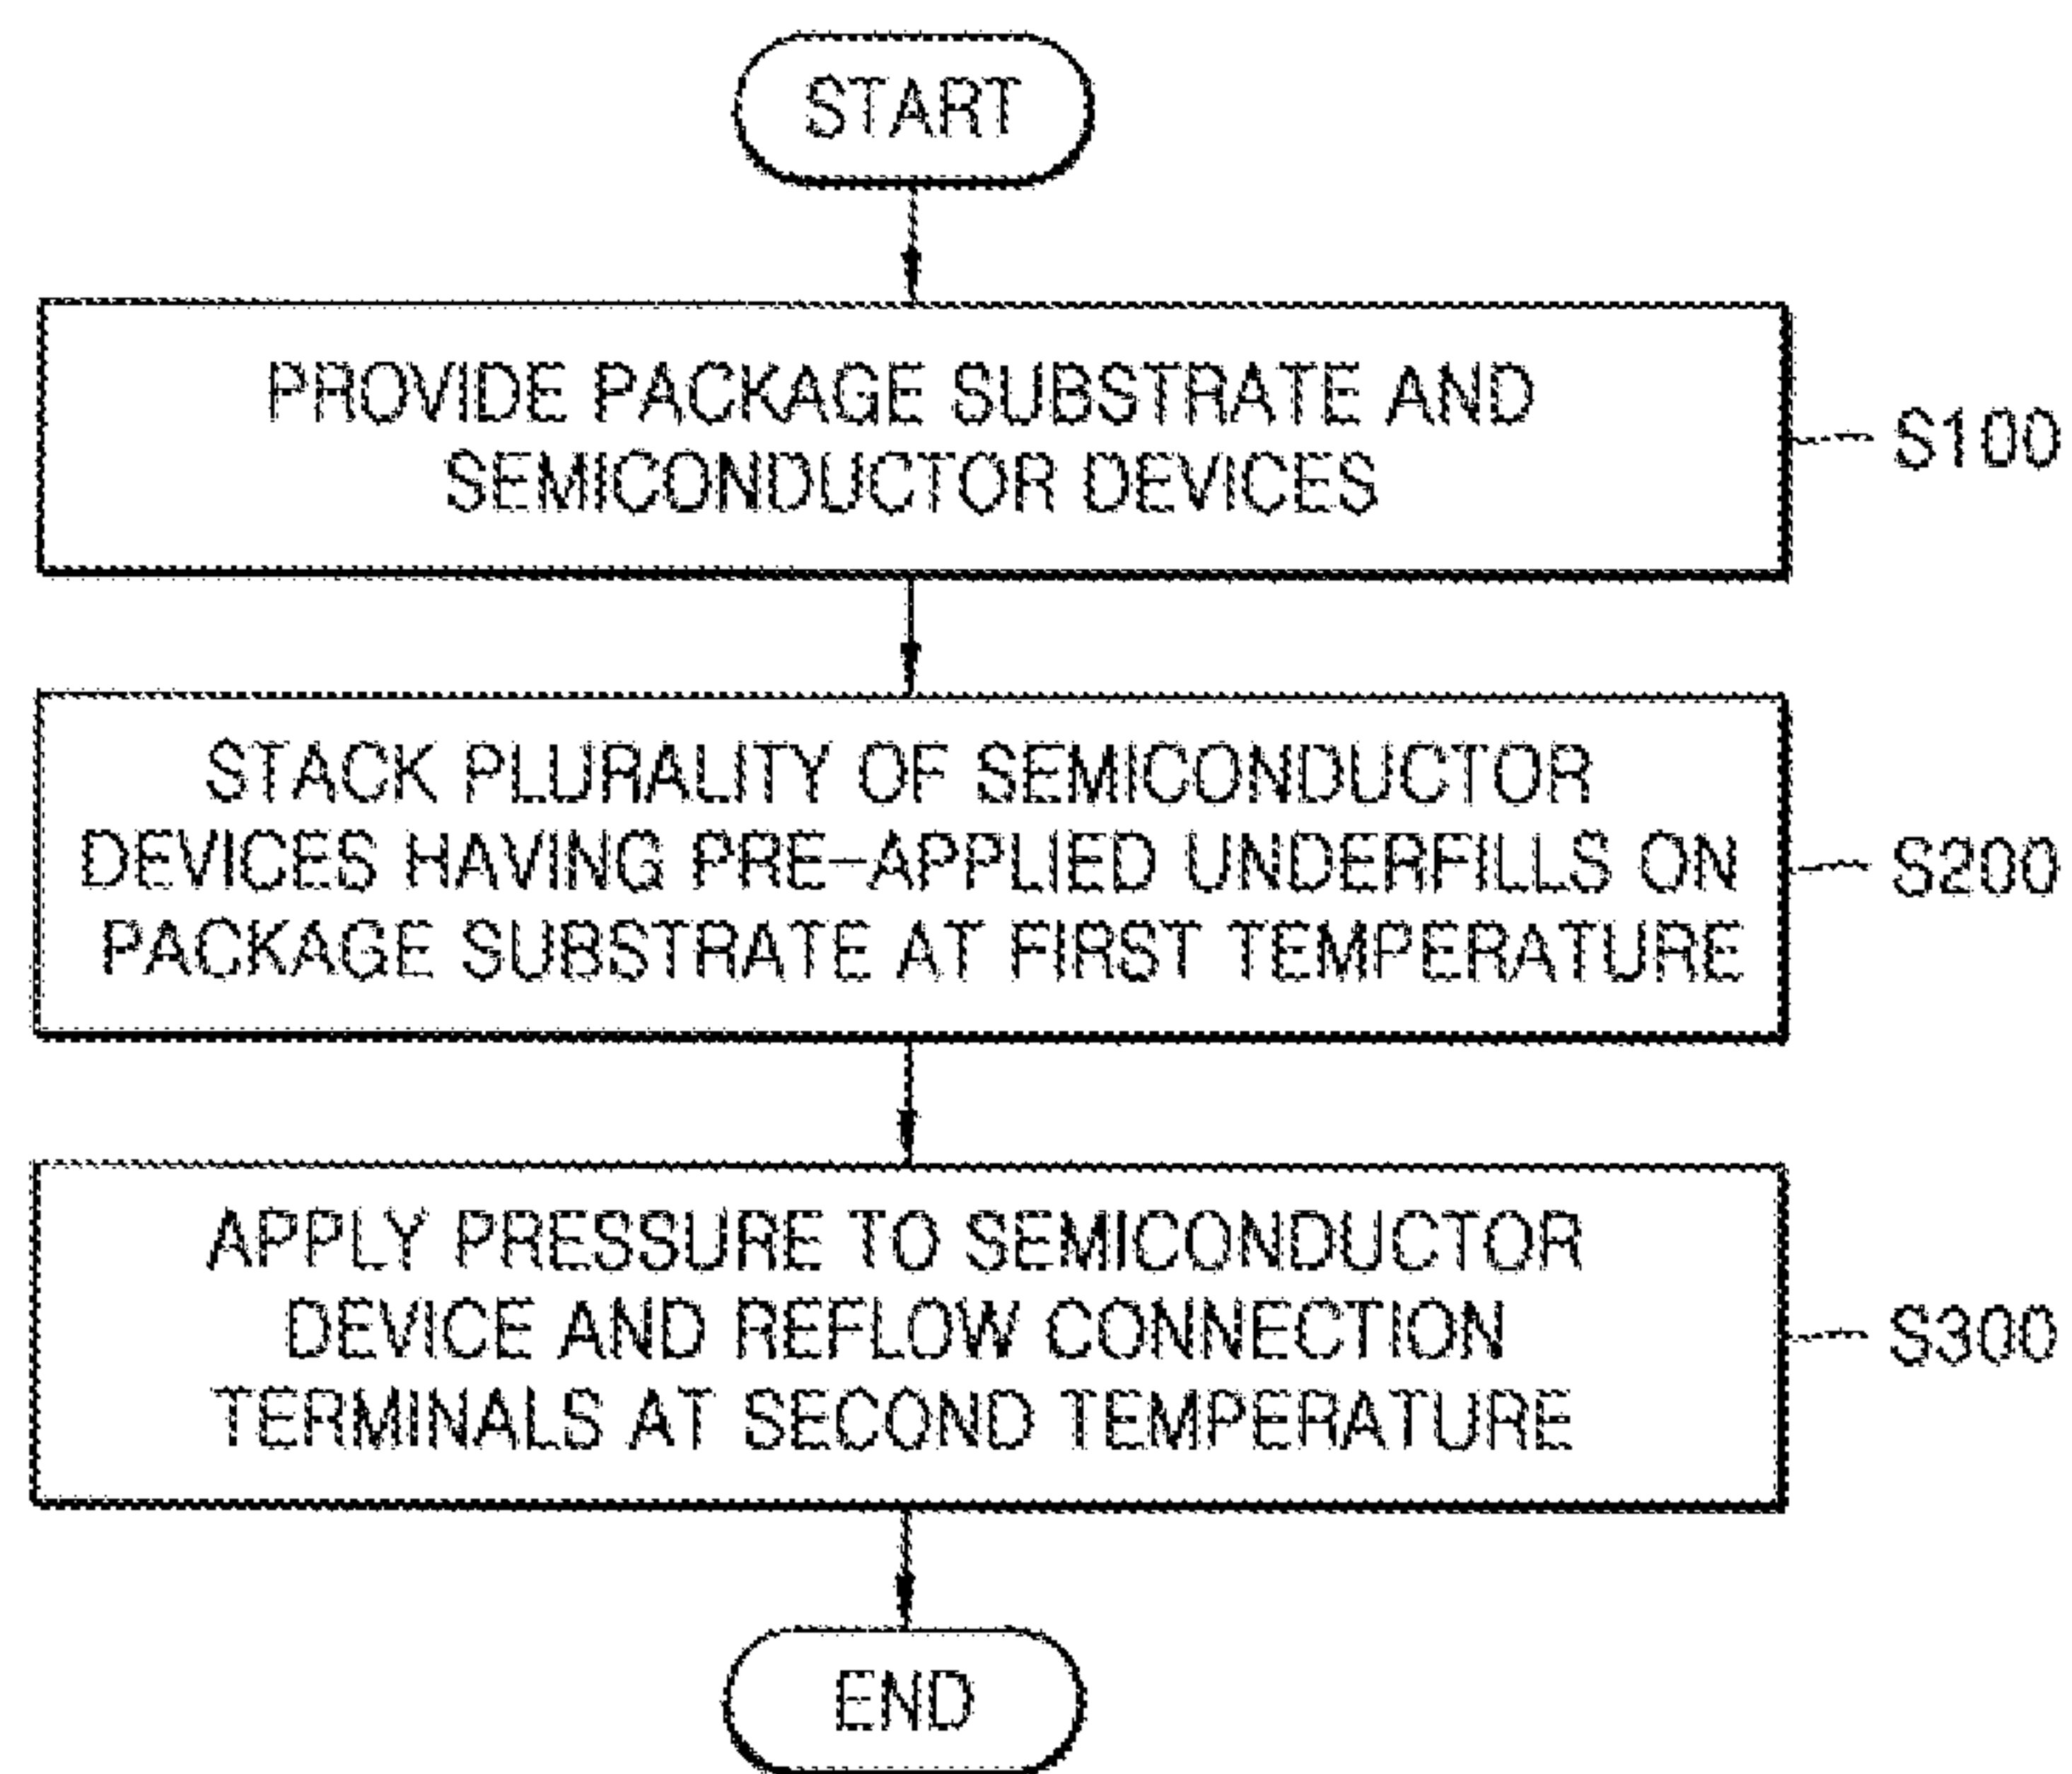 START
PROVIDE PACKAGE SUBSTRATE AND
SEMICONDUCTOR DEVICES
S100
STACK PLURALITY OF SEMICONDUCTOR
DEVICES HAVING PRE-APPLIED UNDERFILLS ON
PACKAGE SUBSTRATE AT FIRST TEMPERATURE
S200
APPLY PRESSURE TO SEMICONDUCTOR
DEVICE AND REFLOW CONNECTION
TERMINALS AT SECOND TEMPERATURE
S300
END